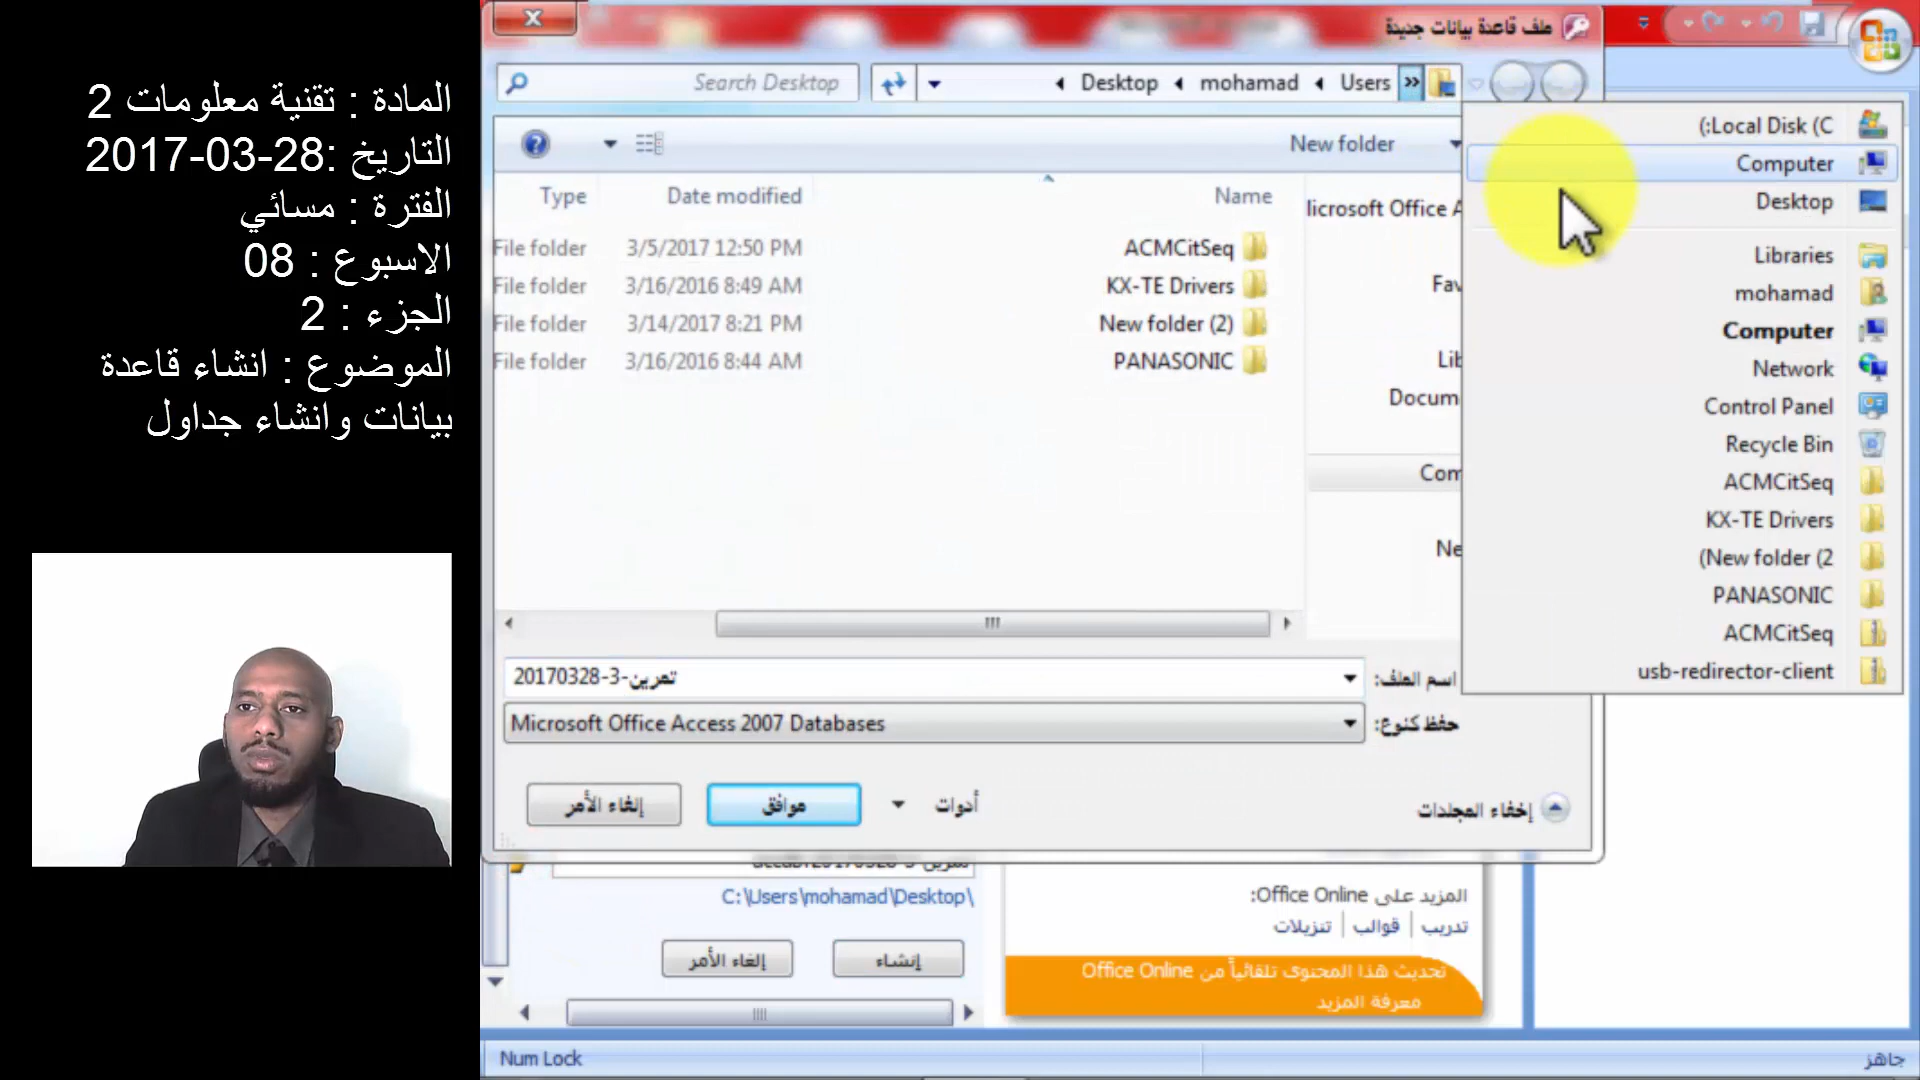 المادة : تقنية معلومات 2
التاريخ :28-03-2017
الفترة : مسائي
الاسبوع : 08
الجزء : 2
الموضوع : انشاء قاعدة
بيانات وانشاء جداول
ملف قاعدة بيانات جديدة
Users
mohamad
Desktop
Search Desktop
New folder
Name
Date modified
Type
ACMCitSeq
3/5/2017 12:50 PM
File folder
KX-TE Drivers
3/16/2016 8:49 AM
File folder
New folder (2)
3/14/2017 8:21 PM
File folder
PANASONIC
3/16/2016 8:44 AM
File folder
licrosoft Office A
Fav
Lib
Docum
Com
Ne
(:Local Disk (C
Computer
Desktop
Libraries
mohamad
Computer
Network
Control Panel
Recycle Bin
ACMCitSeq
KX-TE Drivers
(New folder (2
PANASONIC
ACMCitSeq
usb-redirector-client
اسم الملف:
تمرين-3-20170328
حفظ كنوع:
Microsoft Office Access 2007 Databases
إخفاء المجلدات
أدوات
موافق
إلغاء الأمر
C:\Users\mohamad\Desktop\
إنشاء
إلغاء الأمر
المزيد على Office Online:
تدريب | قوالب | تنزيلات
تحديث هذا المحتوى تلقائياً من Office Online
معرفة المزيد
جاهز
Num Lock